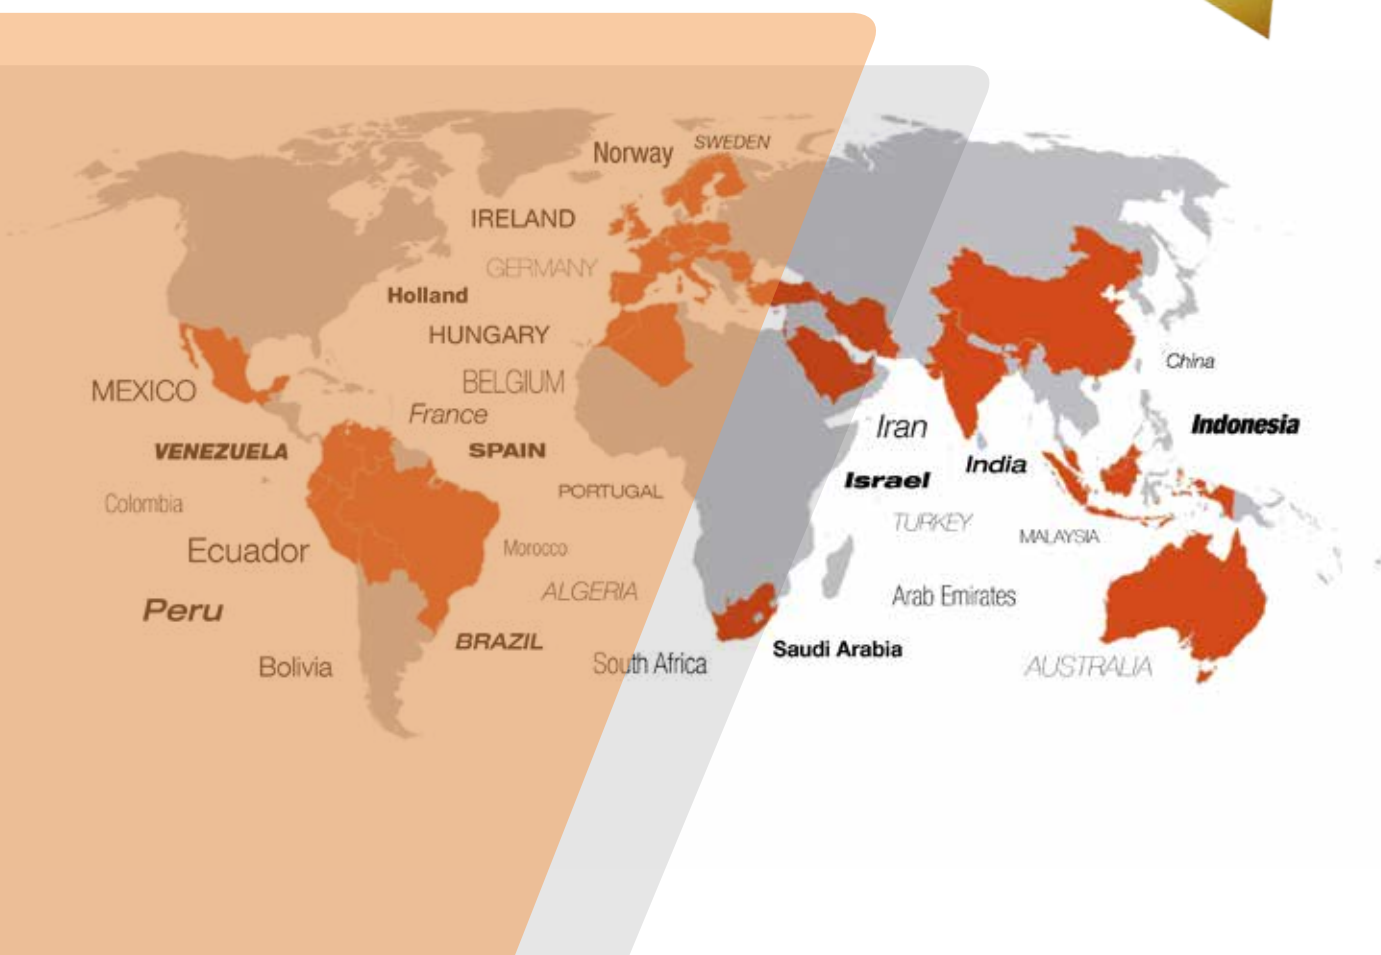 Norway
SWEDEN
IRELAND
GERMANY
Holland
HUNGARY
China
BELGIUM
MEXICO
France
Indonesia
Iran
VENEZUELA
SPAIN
India
Israel
PORTUGAL
Colombia
TURKEY
MALAYSIA
Ecuador
Morocco
ALGERIA
Arab Emirates
Peru
BRAZIL
Saudi Arabia
South Africa
Bolivia
AUSTRALIA